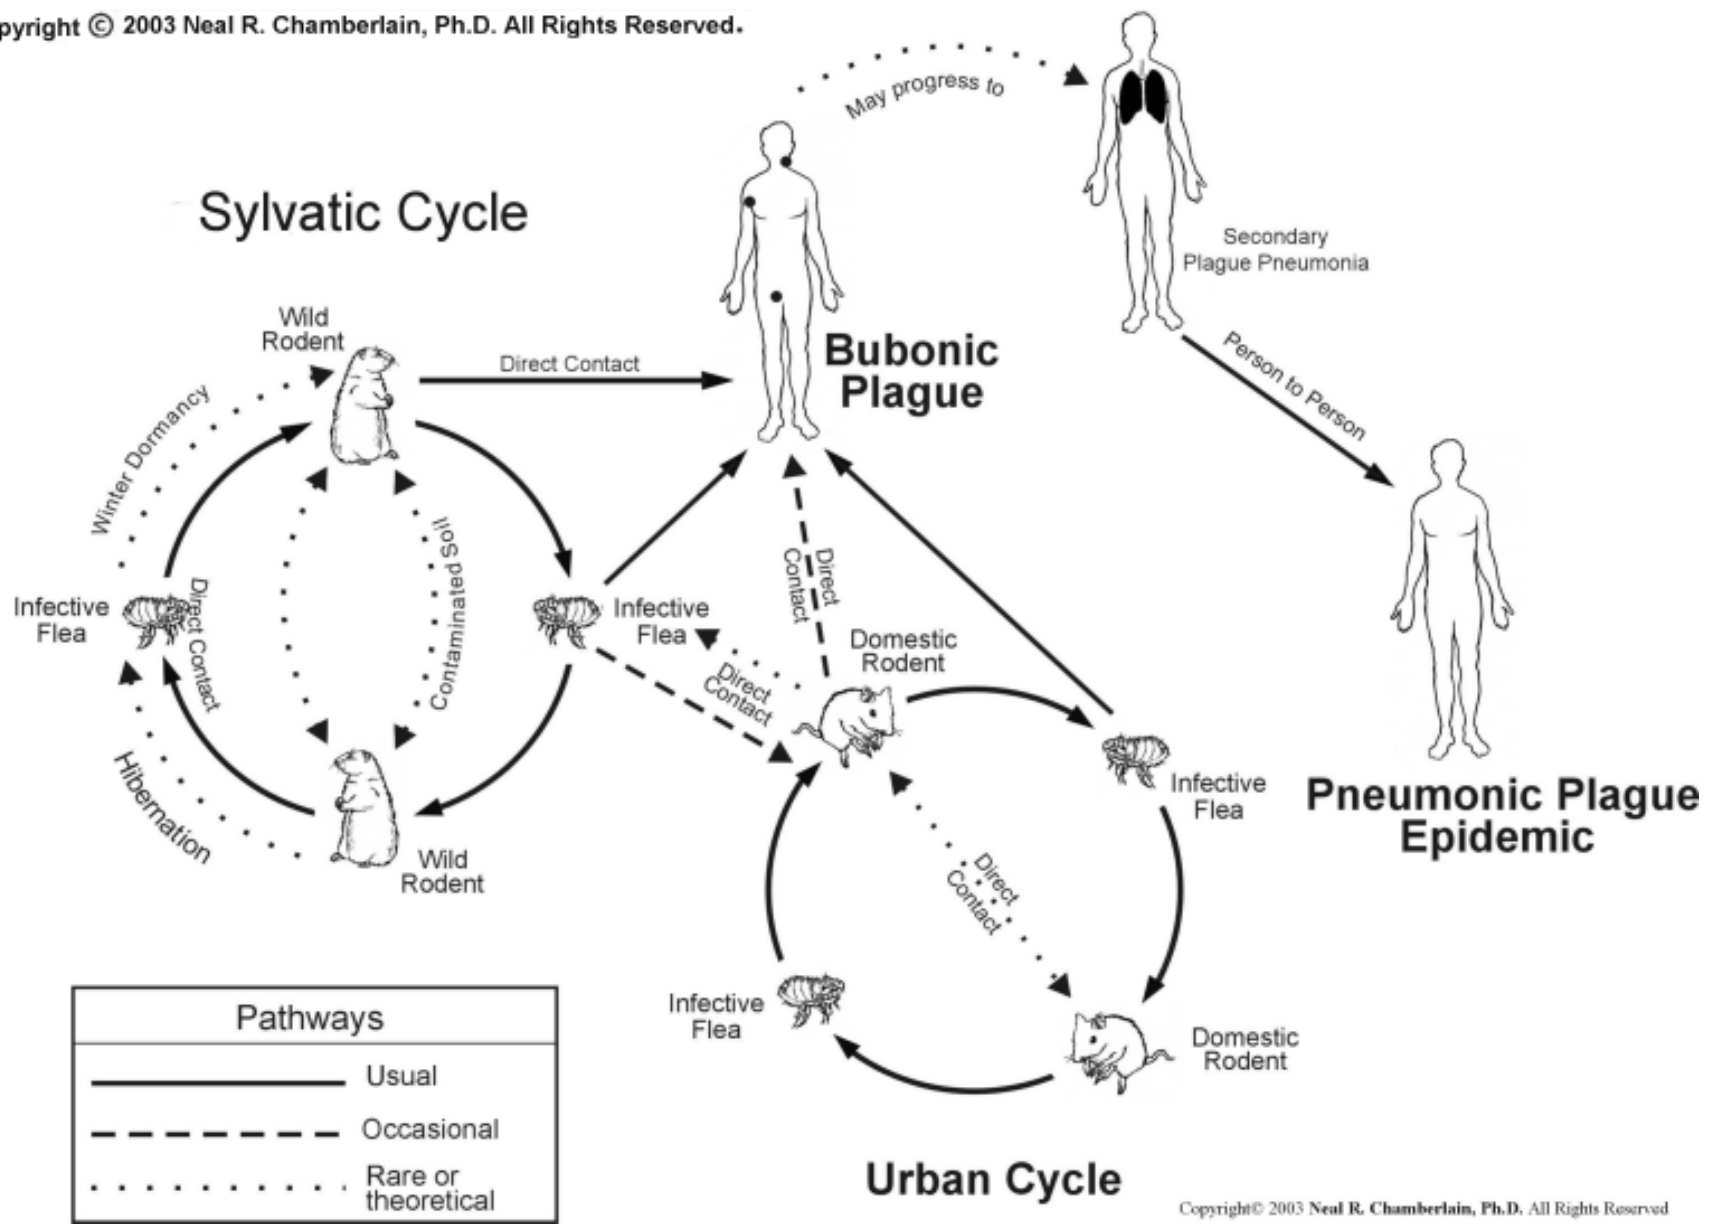 pyright © 2003 Neal R. Chamberlain, Ph.D. All Rights Reserved.
May progress to
Sylvatic Cycle
Secondary
Plague Pneumonia
Wild
Rodent
Direct Contact
Bubonic
Plague
Person to Person
Winter Dormancy
Contaminated Soil
Direct Contact
Infective
Flea
Infective
Flea
Direct
Contact
Direct
Contact
Domestic
Rodent
Hibernation
Wild
Rodent
Infective
Flea
Pneumonic Plague
Epidemic
Direct
Contact
Infective
Flea
Domestic
Rodent
Pathways
Usual
Occasional
Rare or
theoretical
Urban Cycle
Copyright© 2003 Neal R. Chamberlain, Ph.D. All Rights Reserved